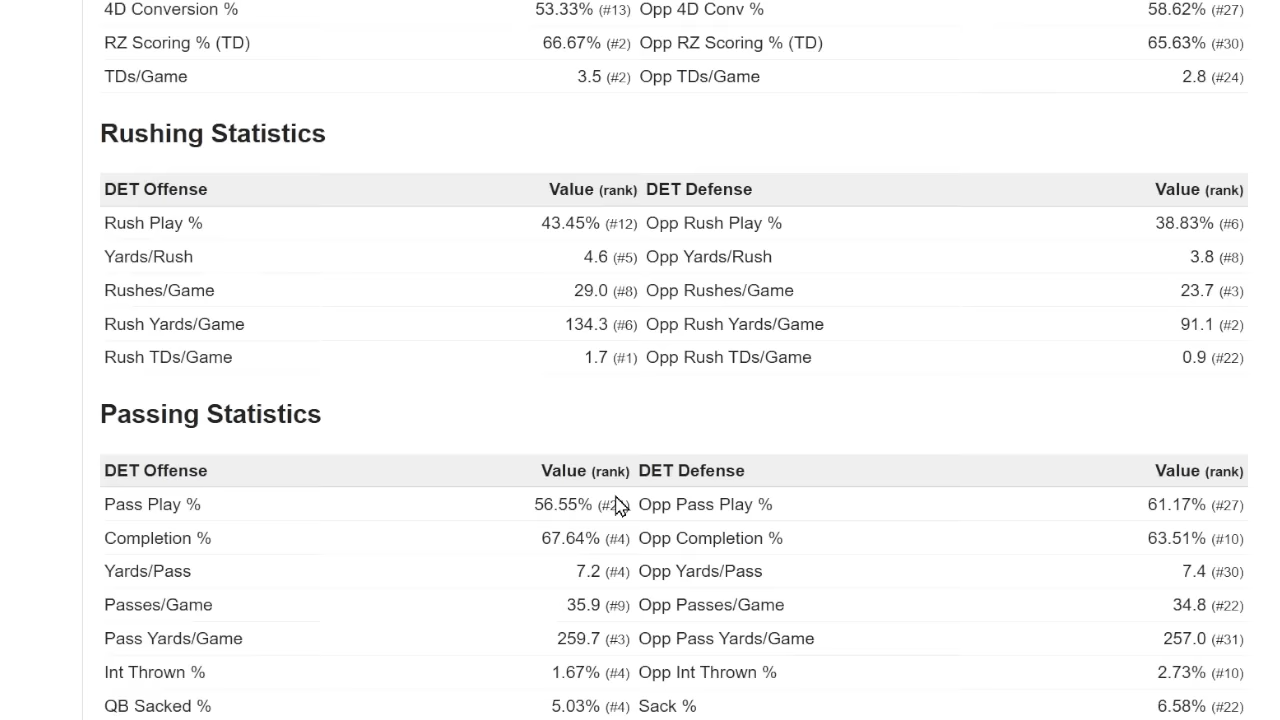 4D Conversion % 53.33% (#13) Opp 4D Conv % 58.62% (#27)
RZ Scoring % (TD) 66.67% (#2) Opp RZ Scoring % (TD) 65.63% (#30)
TDs/Game 3.5 (#2) Opp TDs/Game 2.8 (#24)
Rushing Statistics
DET Offense Value (rank) DET Defense Value (rank)
Rush Play % 43.45% (#12) Opp Rush Play % 38.83% (#6)
Yards/Rush 4.6 (#5) Opp Yards/Rush 3.8 (#8)
Rushes/Game 29.0 (#8) Opp Rushes/Game 23.7 (#3)
Rush Yards/Game 134.3 (#6) Opp Rush Yards/Game 91.1 (#2)
Rush TDs/Game 1.7 (#1) Opp Rush TDs/Game 0.9 (#22)
Passing Statistics
DET Offense Value (rank) DET Defense Value (rank)
Pass Play % 56.55% Opp Pass Play % 61.17% (#27)
Completion % 67.64% (#4) Opp Completion % 63.51% (#10)
Yards/Pass 7.2 (#4) Opp Yards/Pass 7.4 (#30)
Passes/Game 35.9 (#9) Opp Passes/Game 34.8 (#22)
Pass Yards/Game 259.7 (#3) Opp Pass Yards/Game 257.0 (#31)
Int Thrown % 1.67% (#4) Opp Int Thrown % 2.73% (#10)
QB Sacked % 5.03% (#4) Sack % 6.58% (#22)